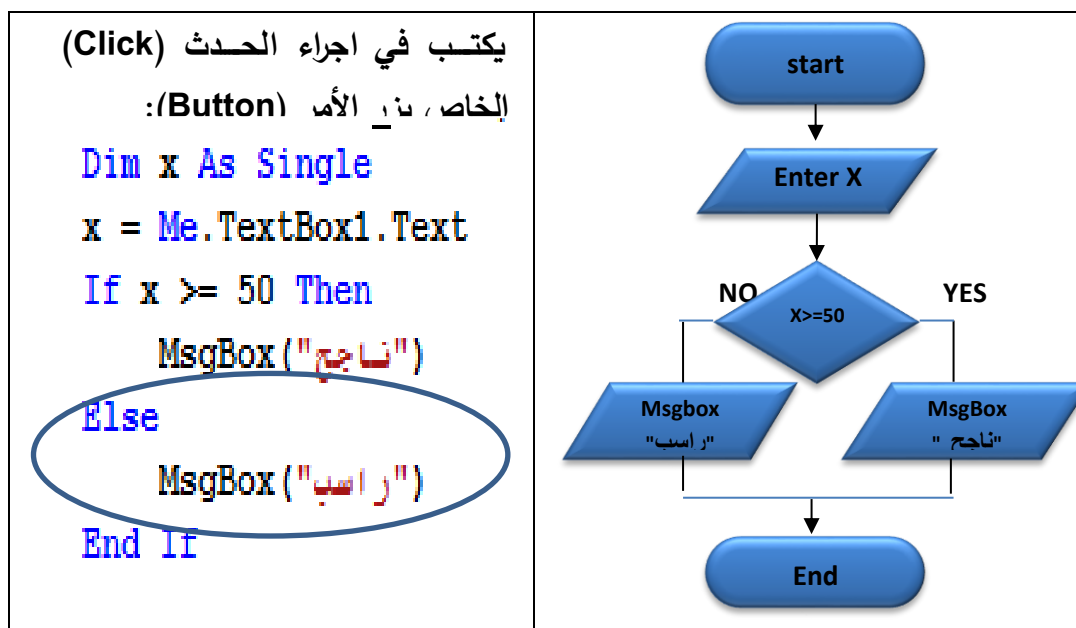 يكتب في اجراء الحدث (Click)
الخاص بزر الأمر (Button):
Dim x As Single
x = Me.TextBox1.Text
If x >= 50 Then
MsgBox("ناجح")
Else
MsgBox("راسب")
End If
start
Enter X
X>=50
NO
YES
Msgbox
"راسب"
MsgBox
"ناجح "
End